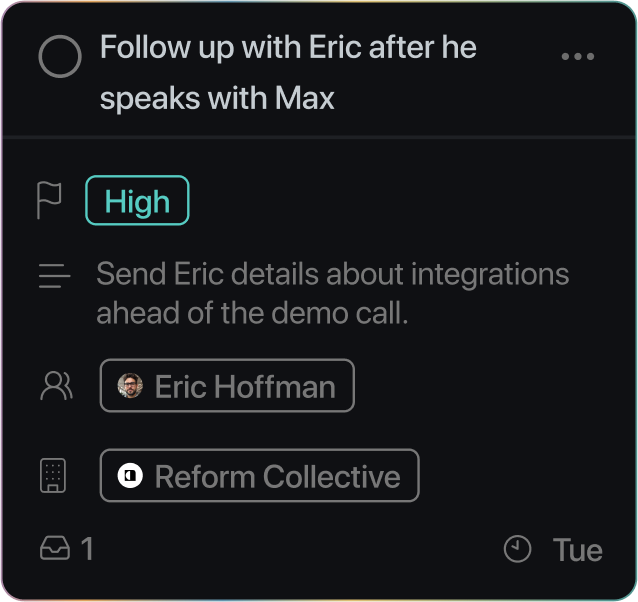 Follow up with Eric after he
speaks with Max
High
Send Eric details about integrations
ahead of the demo call.
Eric Hoffman
Reform Collective
1
Tue